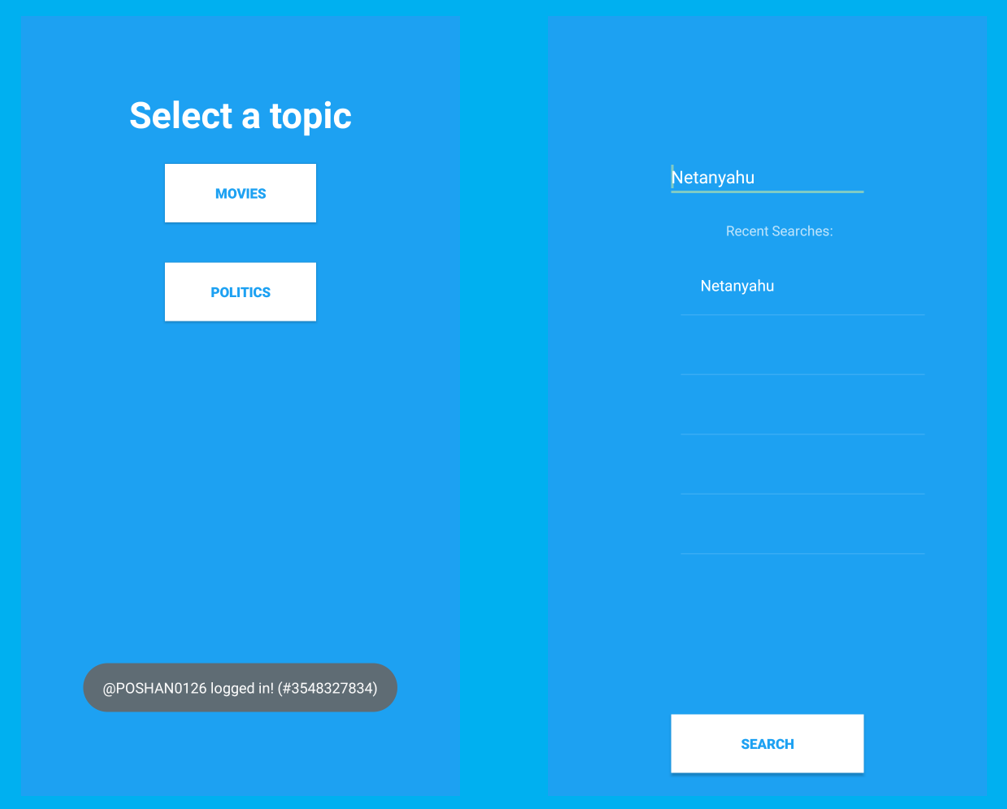 Select a topic
MOVIES
POLITICS
@POSHAN0126 logged in! (#3548327834)
Netanyahu
Recent Searches:
Netanyahu
SEARCH